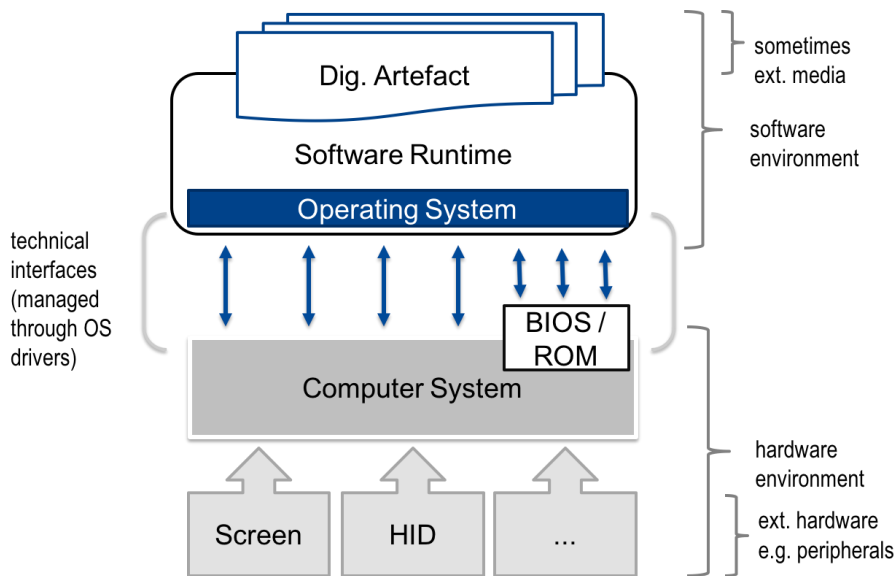 Dig. Artefact
sometimes
ext. media
Software Runtime
software
environment
Operating System
technical
interfaces
(managed
through OS
drivers)
BIOS /
ROM
Computer System
hardware
environment
Screen
HID
...
ext. hardware
e.g. peripherals